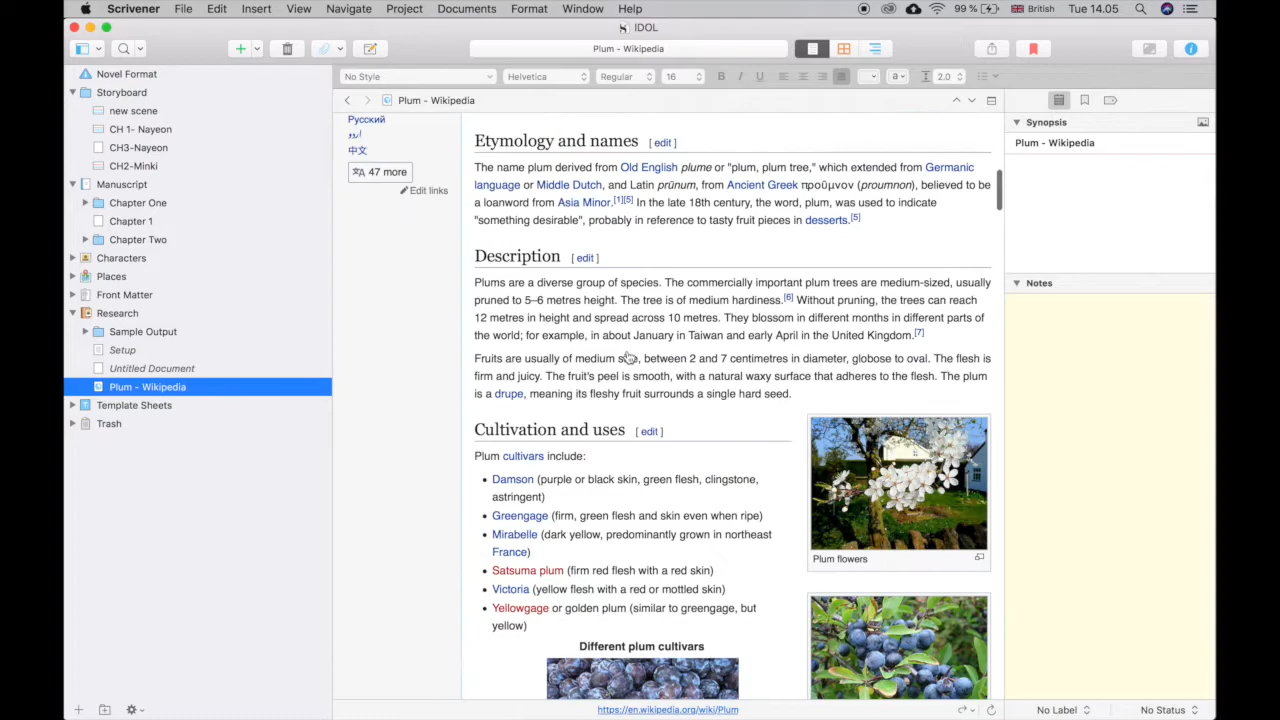 Scrivener File Edit Insert View Navigate Project Documents Format Window Help 99 % British Tue 14.05
IDOL
Plum - Wikipedia
No Style Helvetica Regular 16 B I U a 2.0
Novel Format
Storyboard
new scene
CH 1- Nayeon
CH3-Nayeon
CH2-Minki
Manuscript
Chapter One
Chapter 1
Chapter Two
Characters
Places
Front Matter
Research
Sample Output
Setup
Untitled Document
Plum - Wikipedia
Template Sheets
Trash
Plum - Wikipedia
Русский
اردو
中文
47 more
Edit links
Etymology and names [ edit ]
The name plum derived from Old English plume or "plum, plum tree," which extended from Germanic
language or Middle Dutch, and Latin prūnum, from Ancient Greek προῦμνον (proumnon), believed to be
a loanword from Asia Minor.[1][5] In the late 18th century, the word, plum, was used to indicate
"something desirable", probably in reference to tasty fruit pieces in desserts.[5]
Description [ edit ]
Plums are a diverse group of species. The commercially important plum trees are medium-sized, usually
pruned to 5–6 metres height. The tree is of medium hardiness.[6] Without pruning, the trees can reach
12 metres in height and spread across 10 metres. They blossom in different months in different parts of
the world; for example, in about January in Taiwan and early April in the United Kingdom.[7]
Fruits are usually of medium size, between 2 and 7 centimetres in diameter, globose to oval. The flesh is
firm and juicy. The fruit's peel is smooth, with a natural waxy surface that adheres to the flesh. The plum
is a drupe, meaning its fleshy fruit surrounds a single hard seed.
Cultivation and uses [ edit ]
Plum cultivars include:
• Damson (purple or black skin, green flesh, clingstone,
astringent)
• Greengage (firm, green flesh and skin even when ripe)
• Mirabelle (dark yellow, predominantly grown in northeast
France)
• Satsuma plum (firm red flesh with a red skin)
• Victoria (yellow flesh with a red or mottled skin)
• Yellowgage or golden plum (similar to greengage, but
yellow)
Different plum cultivars
Plum flowers
https://en.wikipedia.org/wiki/Plum
Synopsis
Plum - Wikipedia
Notes
No Label No Status